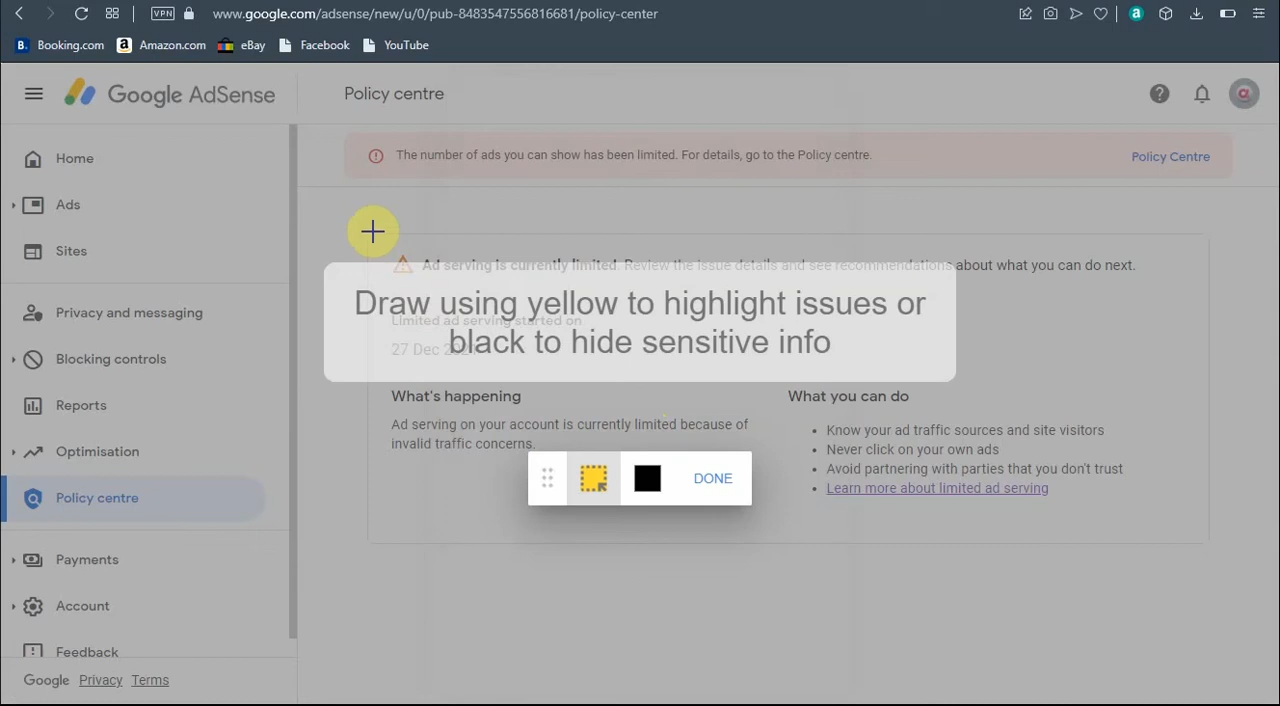 VPN
www.google.com/adsense/new/u/0/pub-8483547556816681/policy-center
B. Booking.com
a Amazon.com
eBay
Facebook
YouTube
Google AdSense
Policy centre
Home
Ads
Sites
Privacy and messaging
Blocking controls
Reports
Optimisation
Policy centre
Payments
Account
Feedback
Google Privacy Terms
The number of ads you can show has been limited. For details, go to the Policy centre.
Policy Centre
Ad serving is currently limited. Review the issue details and see recommendations about what you can do next.
Draw using yellow to highlight issues or
black to hide sensitive info
Limited ad serving started on
27 Dec 2021
What's happening
Ad serving on your account is currently limited because of
invalid traffic concerns.
What you can do
• Know your ad traffic sources and site visitors
• Never click on your own ads
• Avoid partnering with parties that you don't trust
• Learn more about limited ad serving
DONE